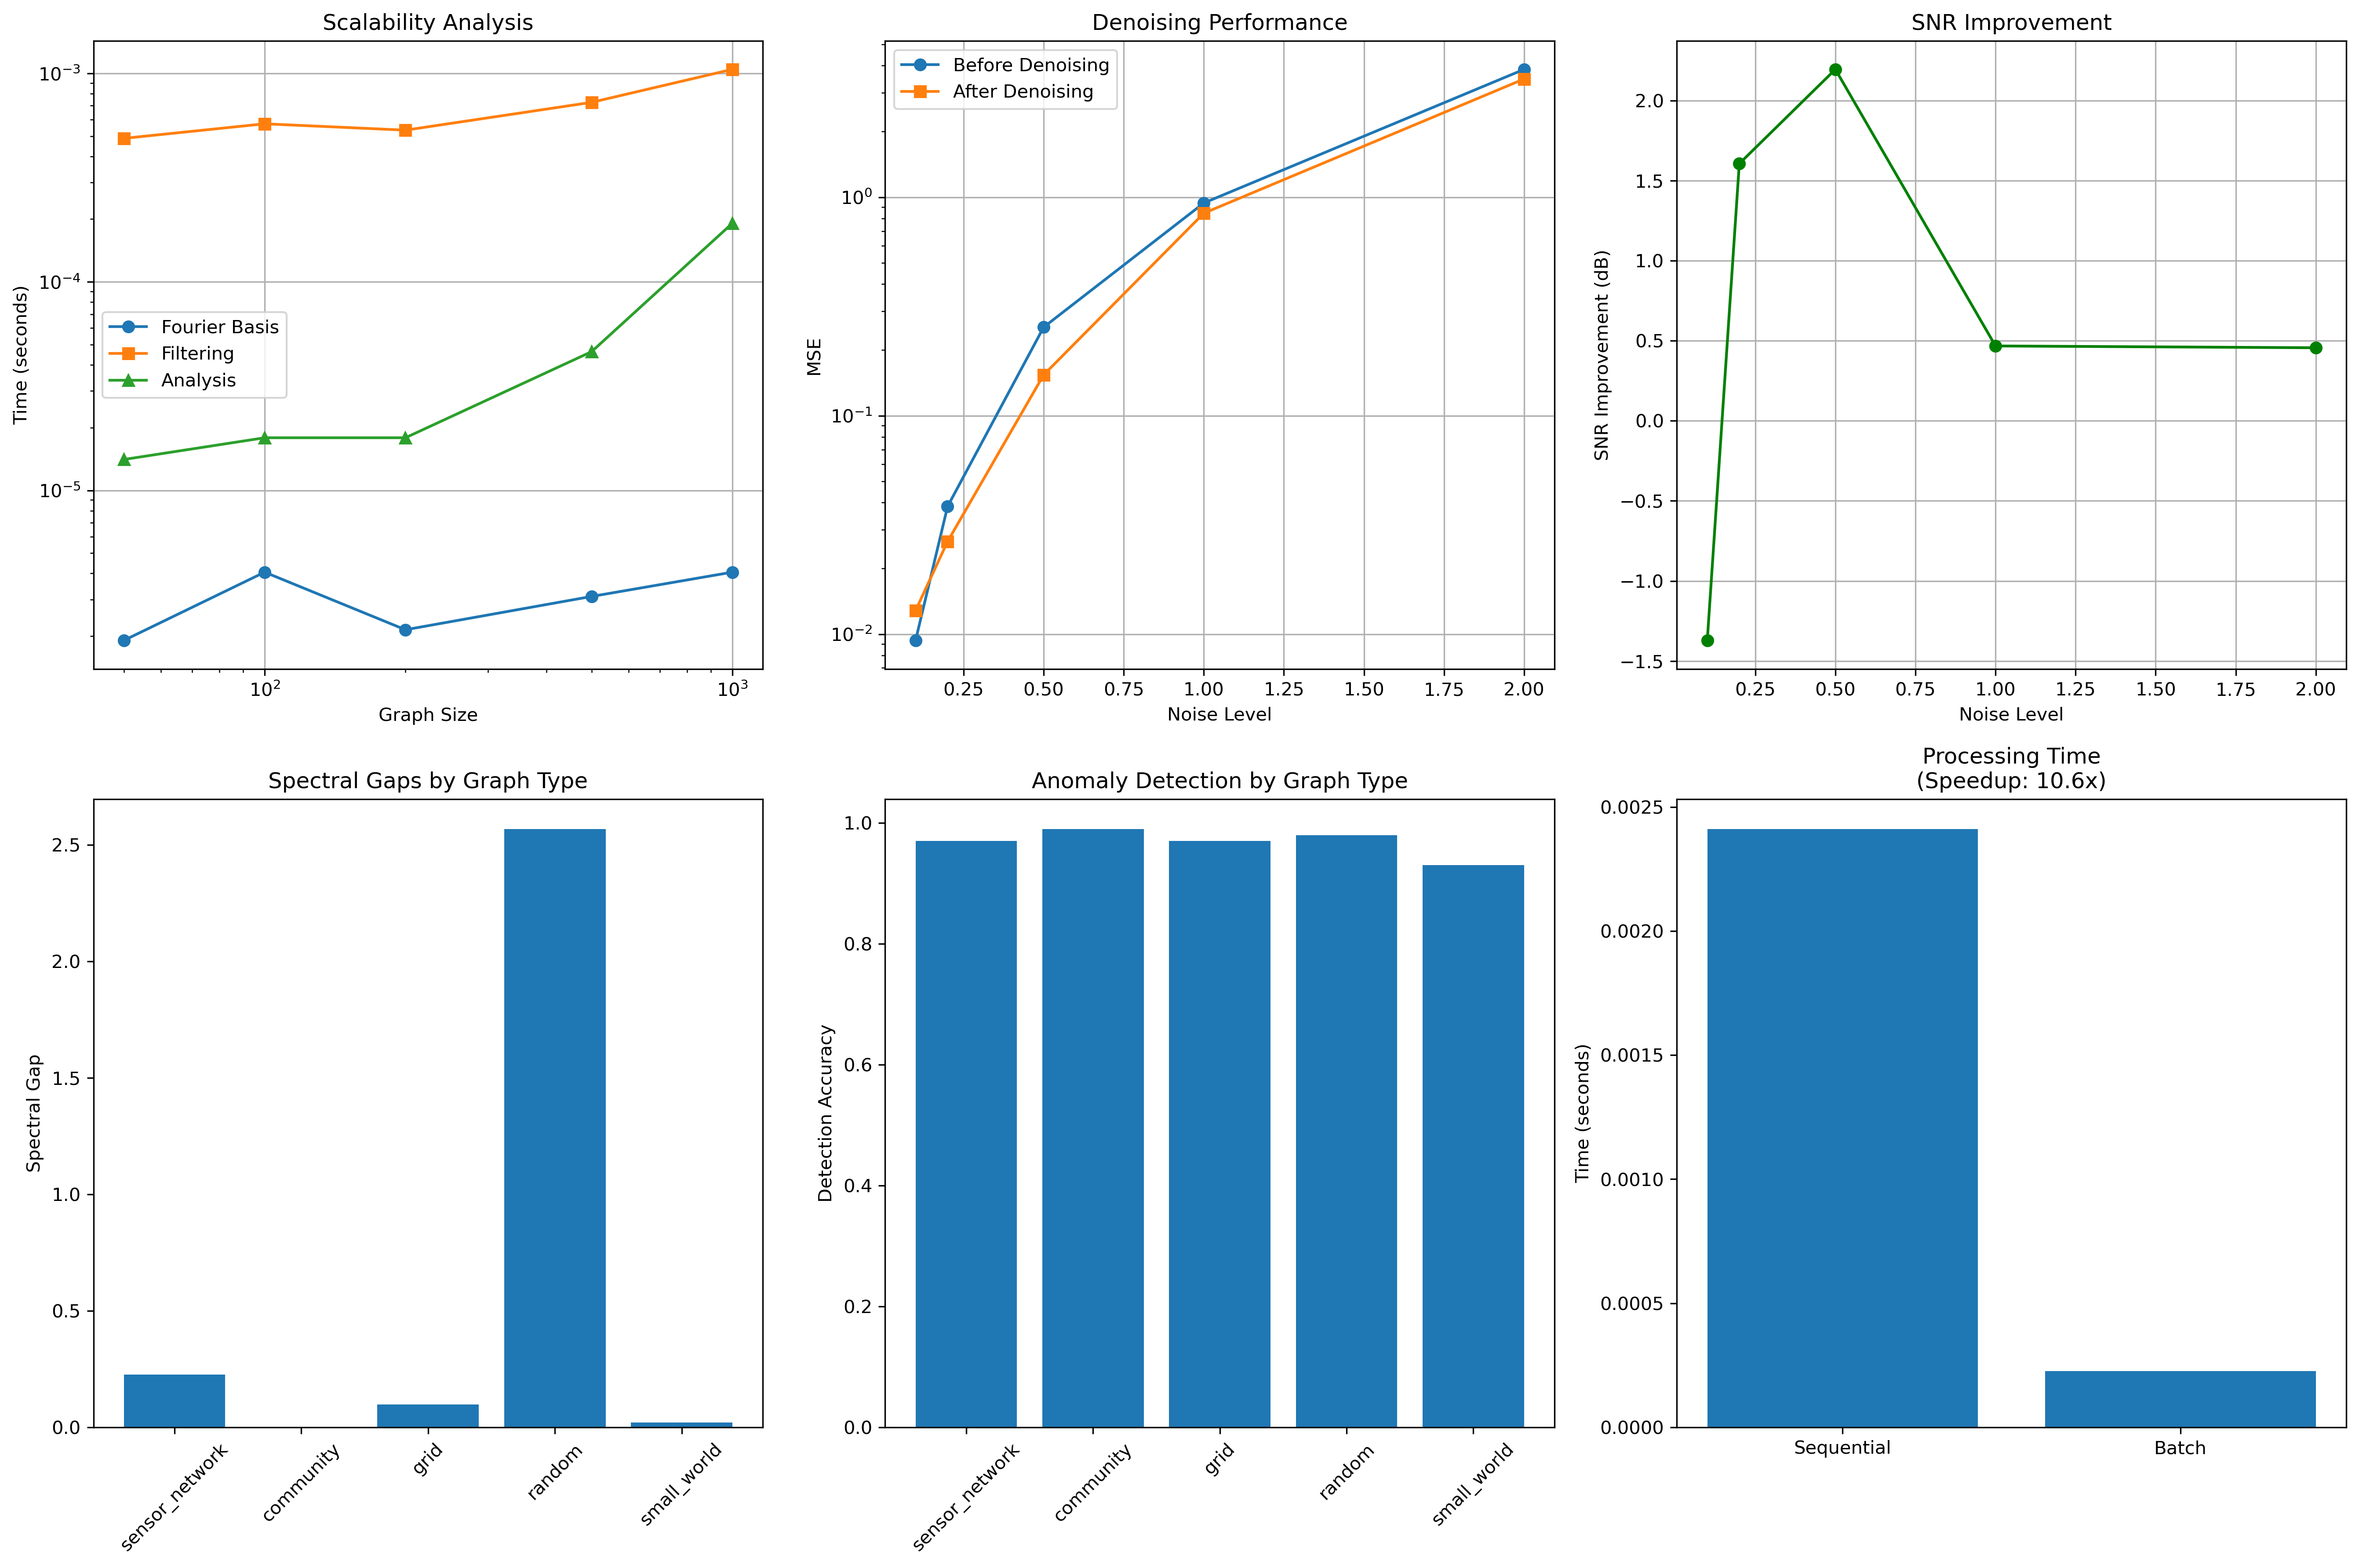 Scalability Analysis
10⁻³
10⁻⁴
10⁻⁵
Time (seconds)
Fourier Basis
Filtering
Analysis
10²
10³
Graph Size
Denoising Performance
Before Denoising
After Denoising
10⁰
10⁻¹
10⁻²
MSE
0.25 0.50 0.75 1.00 1.25 1.50 1.75 2.00
Noise Level
SNR Improvement
2.0
1.5
1.0
0.5
0.0
−0.5
−1.0
−1.5
SNR Improvement (dB)
0.25 0.50 0.75 1.00 1.25 1.50 1.75 2.00
Noise Level
Spectral Gaps by Graph Type
2.5
2.0
1.5
1.0
0.5
0.0
Spectral Gap
sensor_network
community
grid
random
small_world
Anomaly Detection by Graph Type
1.0
0.8
0.6
0.4
0.2
0.0
Detection Accuracy
sensor_network
community
grid
random
small_world
Processing Time
(Speedup: 10.6x)
0.0025
0.0020
0.0015
0.0010
0.0005
0.0000
Time (seconds)
Sequential
Batch